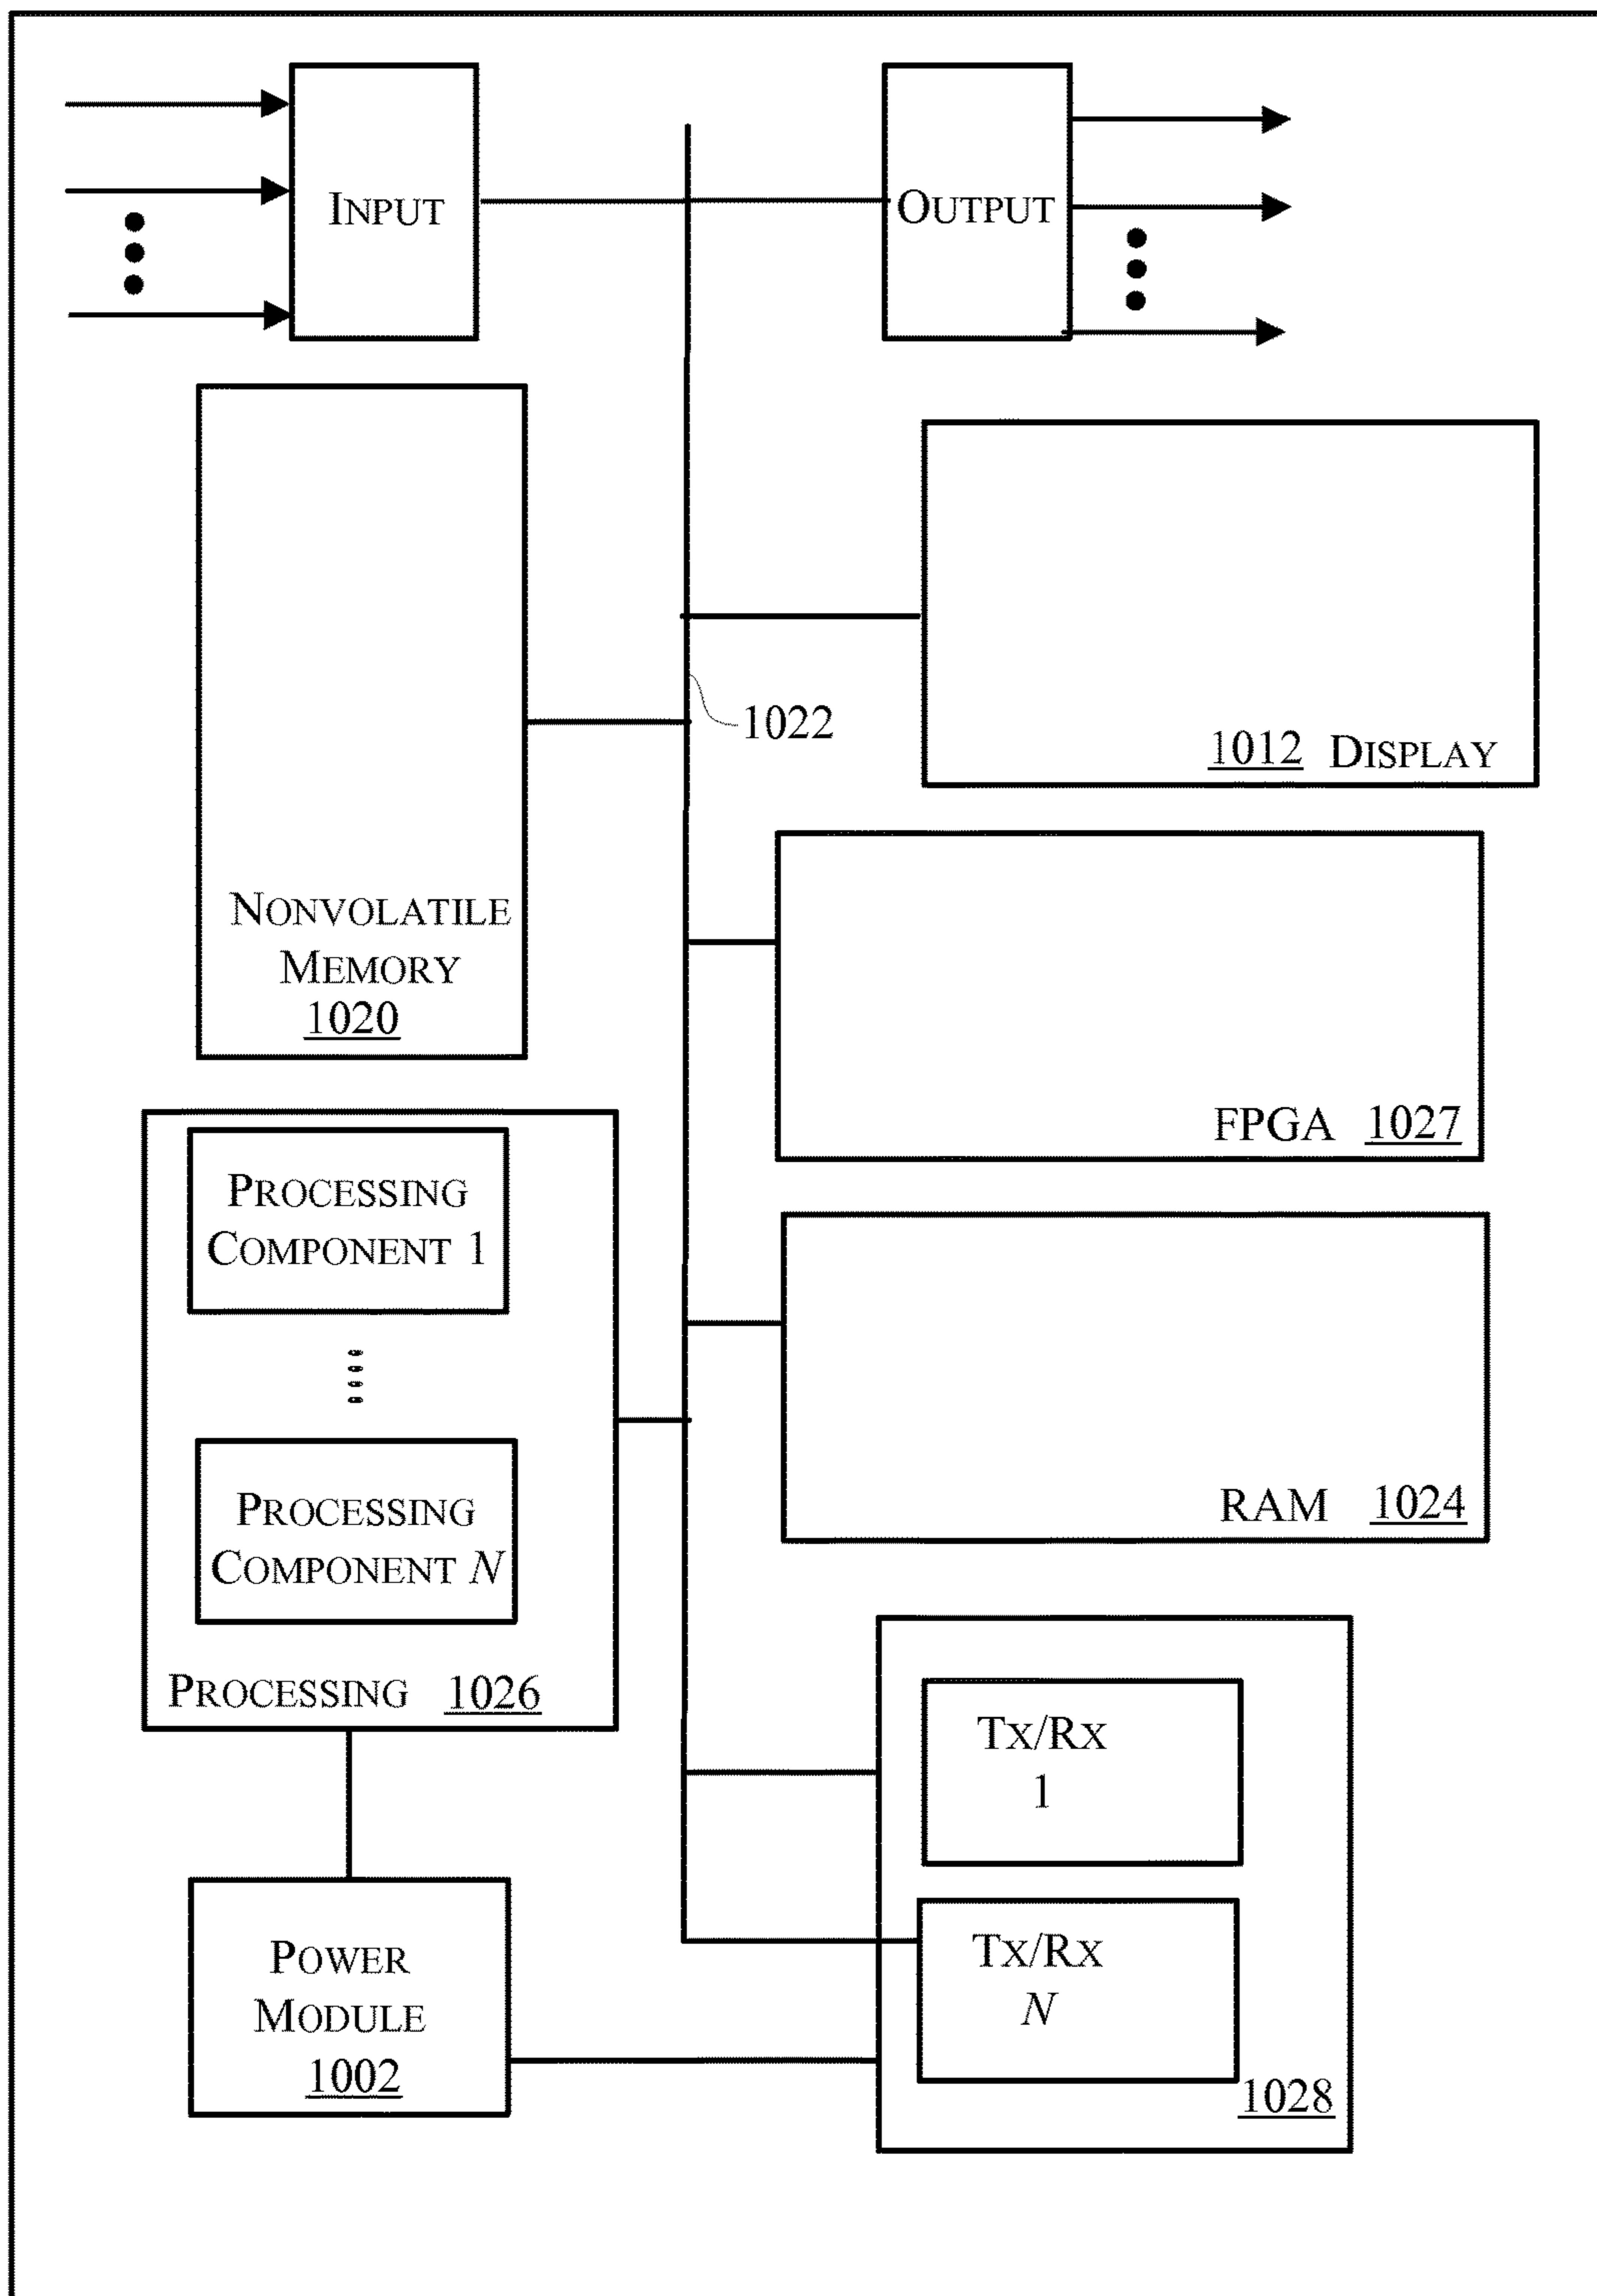 INPUT
OUTPUT
1022
1012 DISPLAY
NONVOLATILE
MEMORY
1020
FPGA 1027
PROCESSING
COMPONENT 1
PROCESSING
COMPONENT N
PROCESSING 1026
RAM 1024
TX/RX
1
TX/RX
N
1028
POWER
MODULE
1002